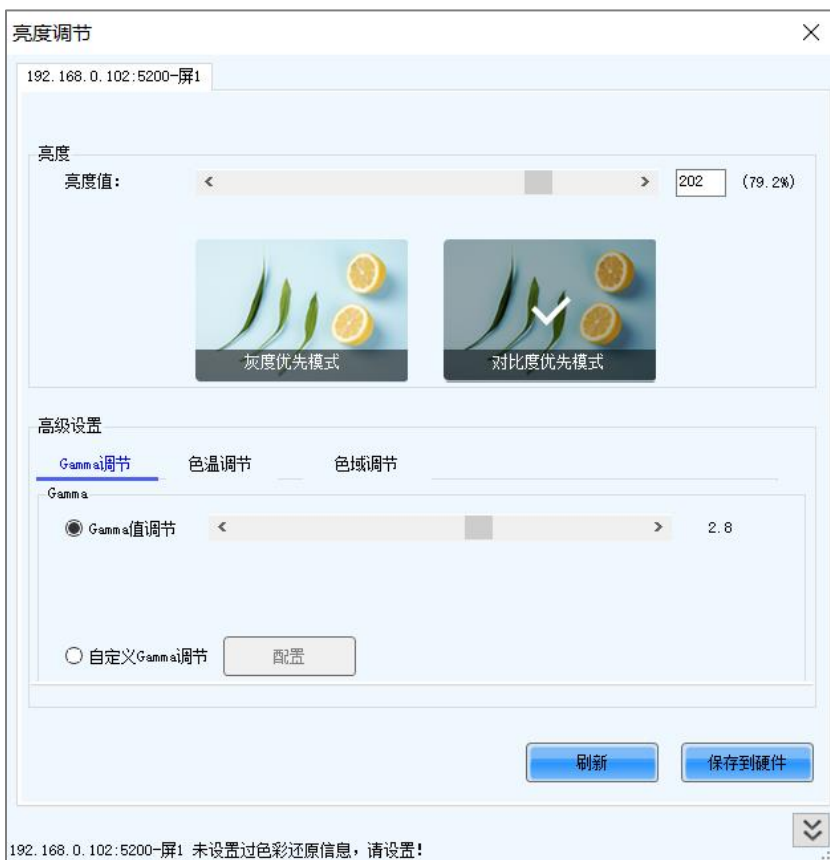 亮度调节
192.168.0.102:5200-屏1
亮度
亮度值： 202 (79.2%)
灰度优先模式 对比度优先模式
高级设置
Gamma调节 色温调节 色域调节
Gamma
Gamma值调节 2.8
自定义Gamma调节 配置
刷新 保存到硬件
192.168.0.102:5200-屏1 未设置过色彩还原信息，请设置！